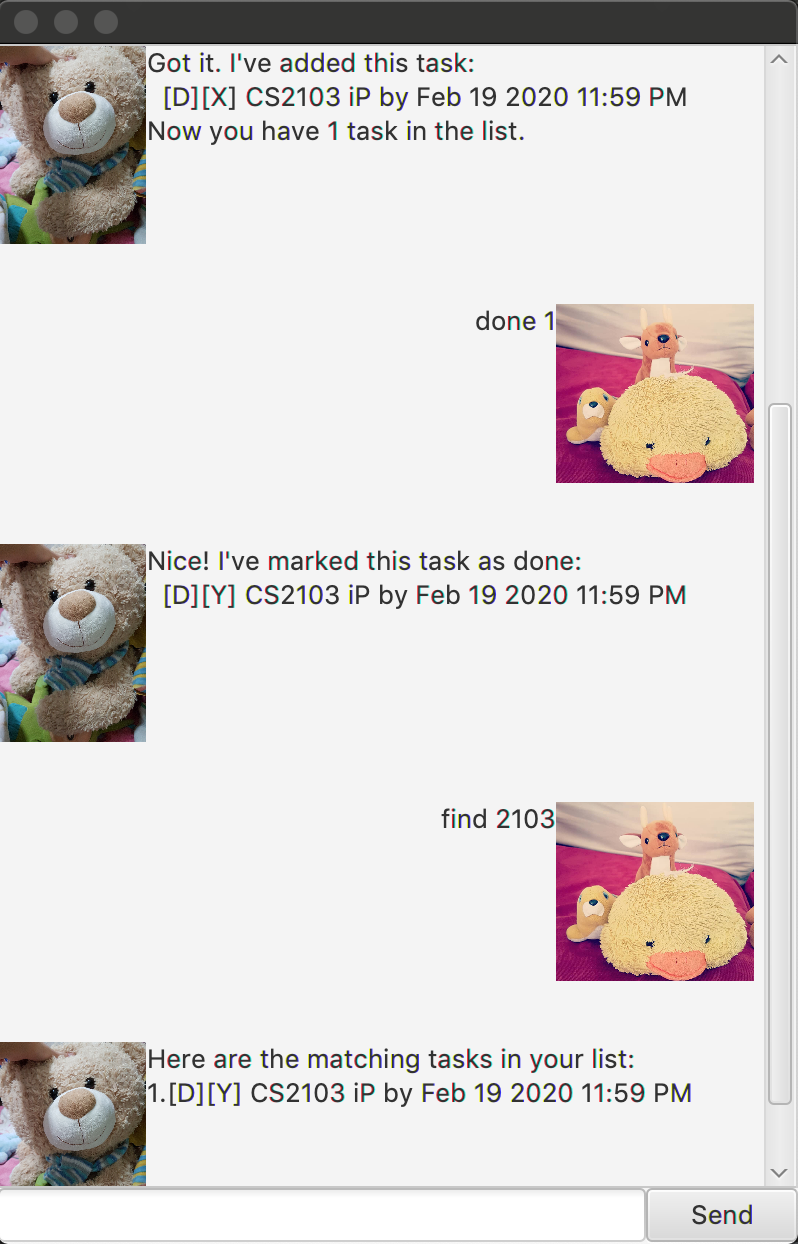 Got it. I've added this task:
[D][X] CS2103 iP by Feb 19 2020 11:59 PM
Now you have 1 task in the list.
done 1
Nice! I've marked this task as done:
[D][Y] CS2103 iP by Feb 19 2020 11:59 PM
find 2103
Here are the matching tasks in your list:
1.[D][Y] CS2103 iP by Feb 19 2020 11:59 PM
Send